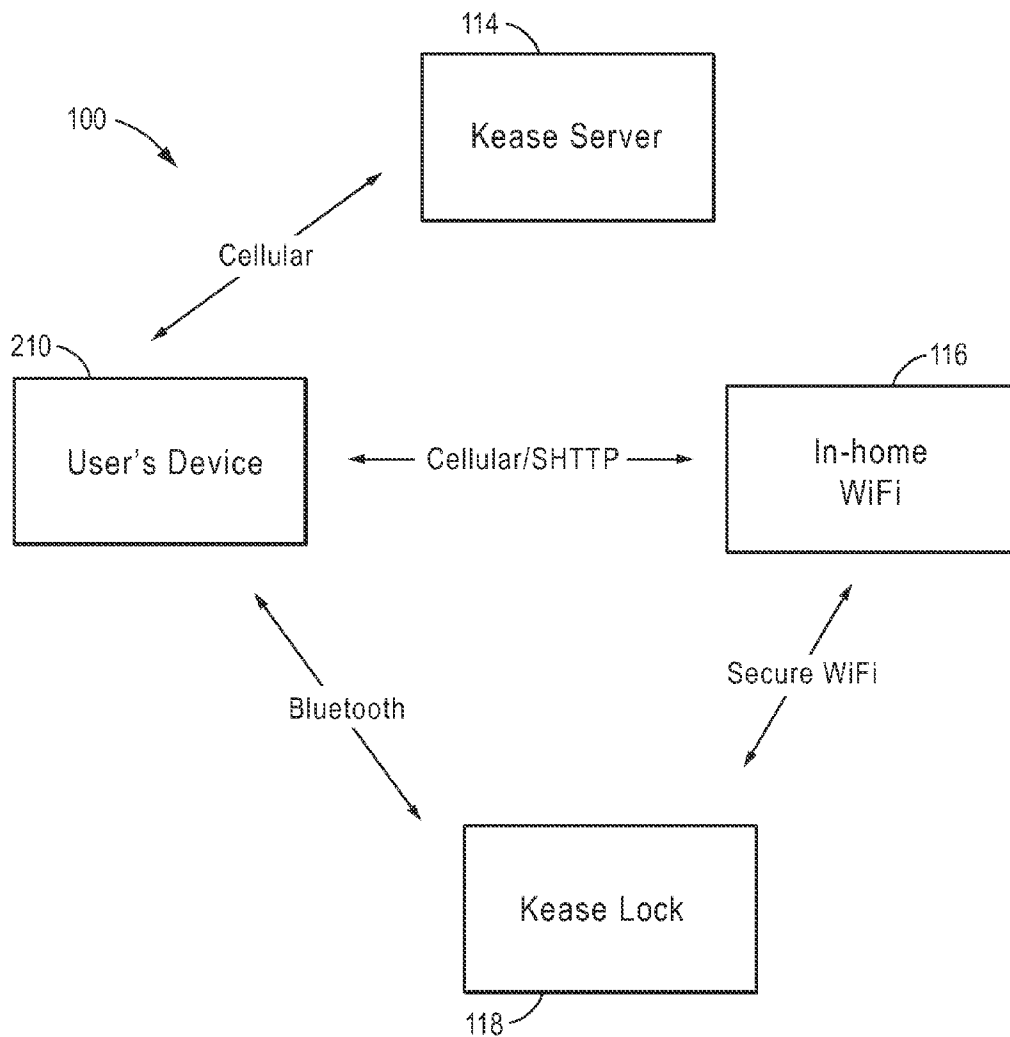 114
Kease Server
100
Cellular
210
User's Device
Cellular/SHTTP
116
In-home
WiFi
Bluetooth
Secure WiFi
Kease Lock
118